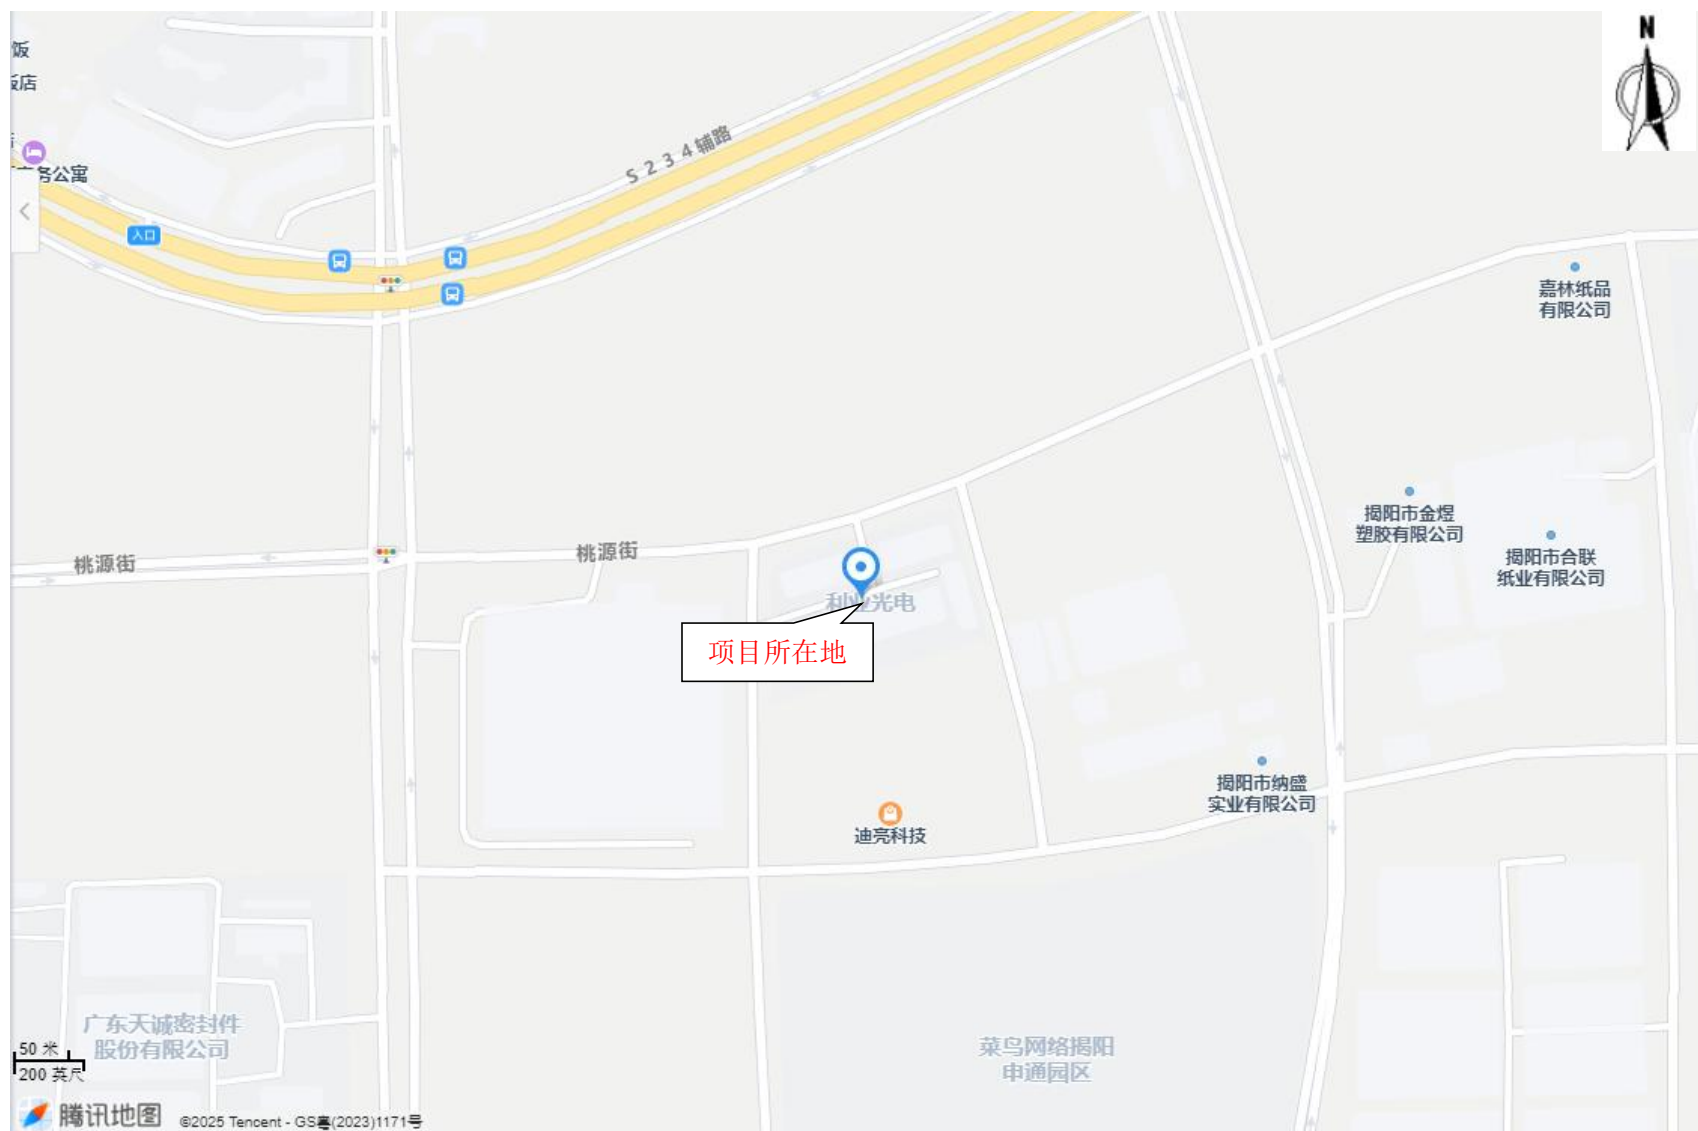 N
饭
饭店
务公寓
入口
S234辅路
嘉林纸品
有限公司
揭阳市金煜
塑胶有限公司
揭阳市合联
纸业有限公司
桃源街
桃源街
利业光电
项目所在地
揭阳市纳盛
实业有限公司
迪亮科技
广东天诚密封件
股份有限公司
菜鸟网络揭阳
申通园区
50 米
200 英尺
腾讯地图
©2025 Tencent - GS粤(2023)1171号